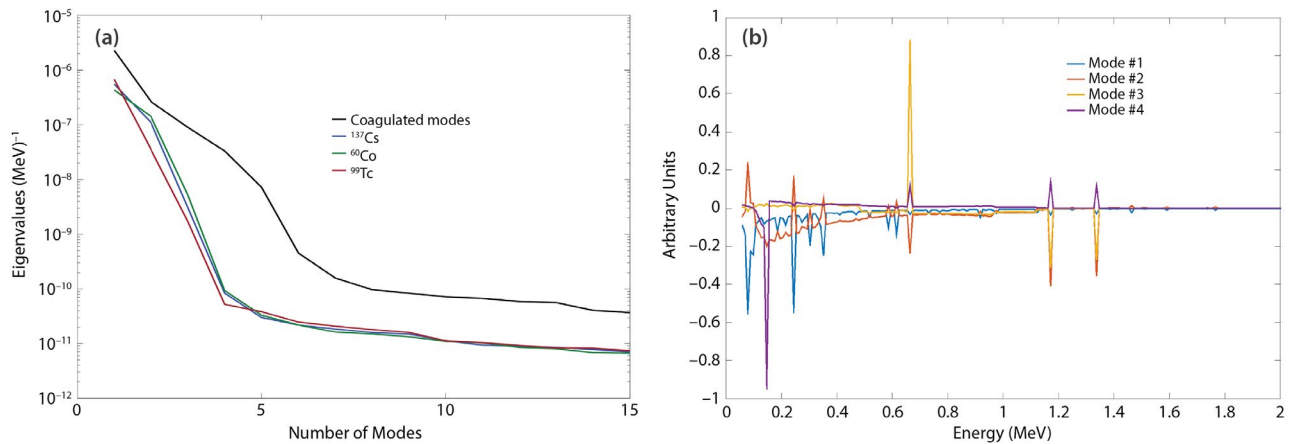 (a)
Eigenvalues (MeV)⁻¹
10⁻⁵
10⁻⁶
10⁻⁷
10⁻⁸
10⁻⁹
10⁻¹⁰
10⁻¹¹
10⁻¹²
Coagulated modes
¹³⁷Cs
⁶⁰Co
⁹⁹Tc
0 5 10 15
Number of Modes
(b)
Arbitrary Units
1
0.8
0.6
0.4
0.2
0
−0.2
−0.4
−0.6
−0.8
−1
Mode #1
Mode #2
Mode #3
Mode #4
0 0.2 0.4 0.6 0.8 1 1.2 1.4 1.6 1.8 2
Energy (MeV)